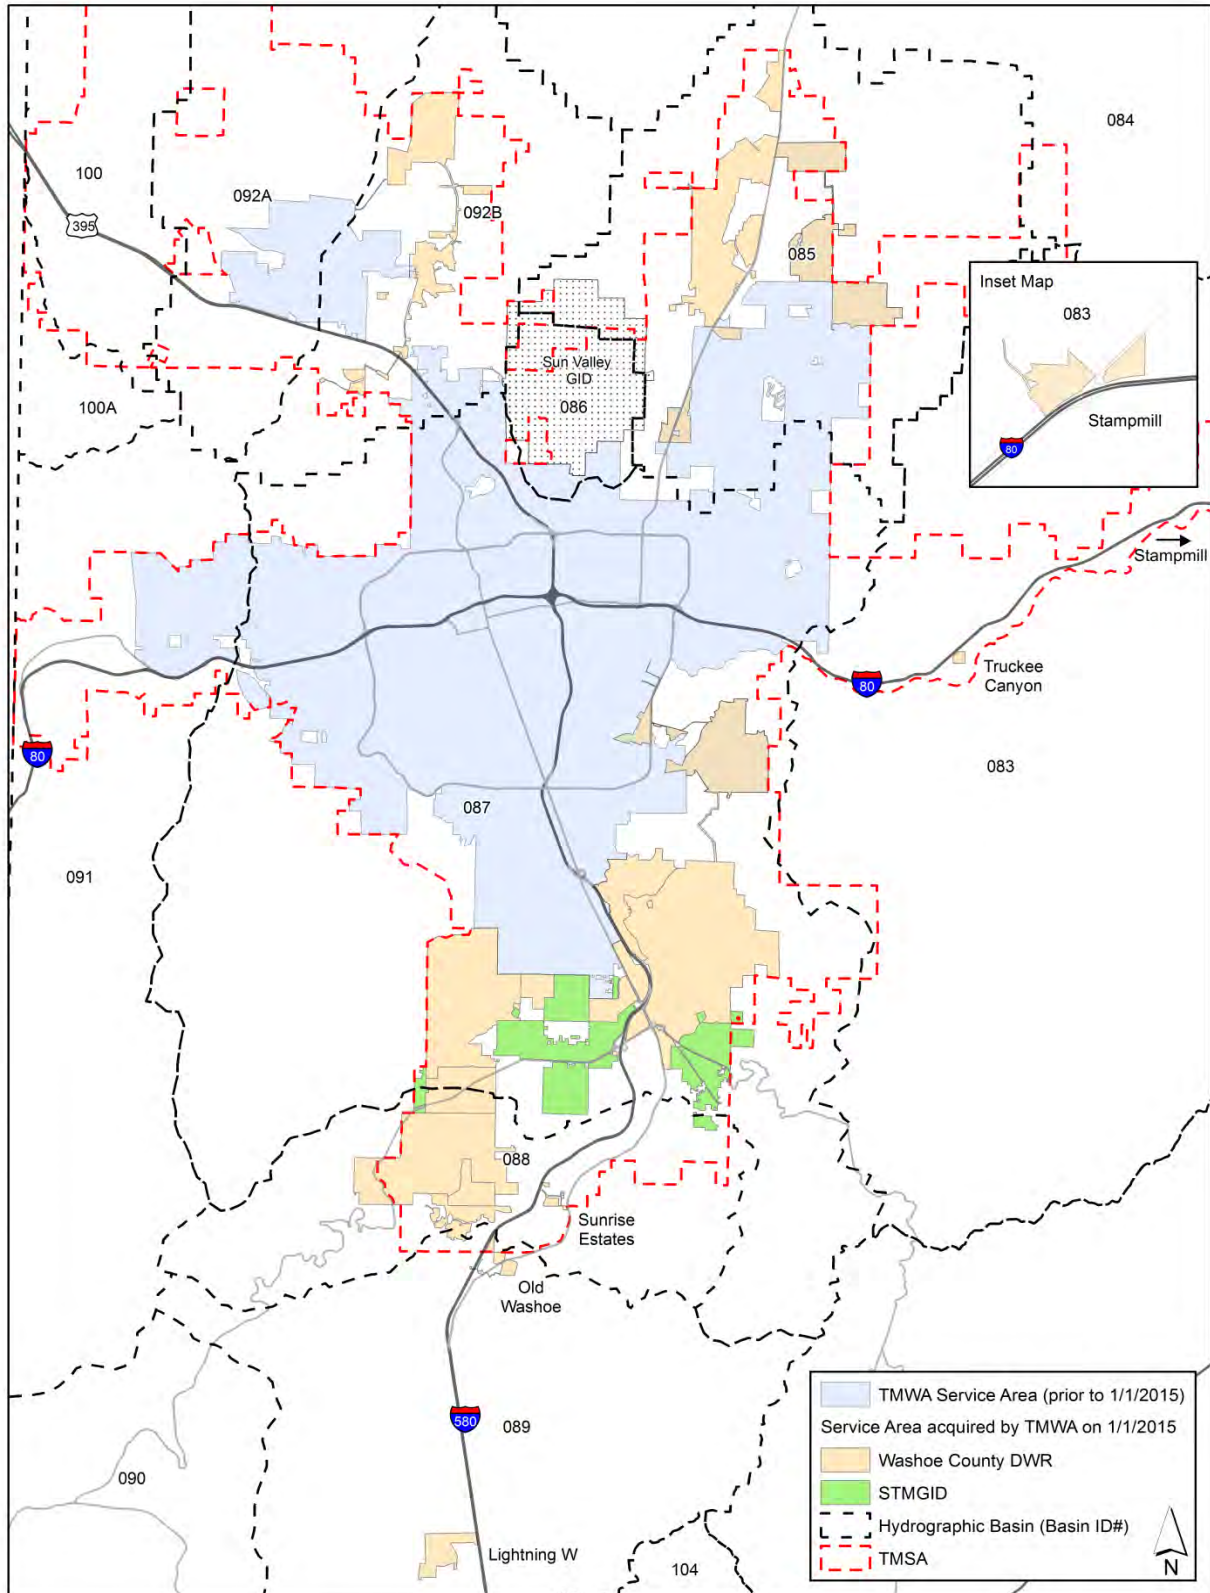 084
100
092A
092B
395
085
Inset Map
083
Stampmill
80
Sun Valley
GID
086
100A
Stampmill
Truckee
Canyon
80
80
083
087
091
088
Sunrise
Estates
Old
Washoe
580
089
090
Lightning W
104
TMWA Service Area (prior to 1/1/2015)
Service Area acquired by TMWA on 1/1/2015
Washoe County DWR
STMGID
Hydrographic Basin (Basin ID#)
TMSA
N